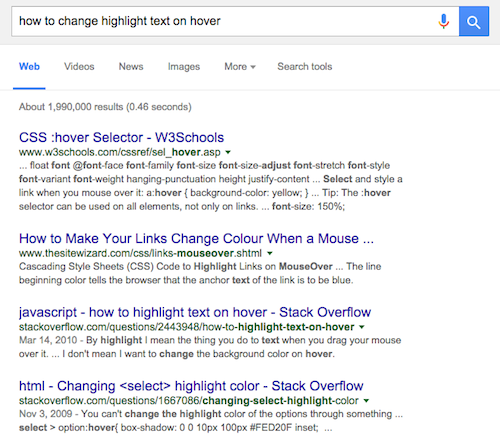 how to change highlight text on hover
Web Videos News Images More Search tools
About 1,990,000 results (0.46 seconds)
CSS :hover Selector - W3Schools
www.w3schools.com/cssref/sel_hover.asp
... float font @font-face font-family font-size font-size-adjust font-stretch font-style
font-variant font-weight hanging-punctuation height justify-content ... Select and style a
link when you mouse over it: a:hover { background-color: yellow; } ... Tip: The :hover
selector can be used on all elements, not only on links. ... font-size: 150%;
How to Make Your Links Change Colour When a Mouse ...
www.thesitewizard.com/css/links-mouseover.shtml
Cascading Style Sheets (CSS) Code to Highlight Links on MouseOver ... The line
beginning color tells the browser that the anchor text of the link is to be blue.
javascript - how to highlight text on hover - Stack Overflow
stackoverflow.com/questions/2443948/how-to-highlight-text-on-hover
Mar 14, 2010 - By highlight I mean the thing you do to text when you drag your mouse
over it. ... I don't mean I want to change the background color on hover.
html - Changing <select> highlight color - Stack Overflow
stackoverflow.com/questions/1667086/changing-select-highlight-color
Nov 3, 2009 - You can't change the highlight color of the options through something ...
select > option:hover{ box-shadow: 0 0 10px 100px #FED20F inset; ...